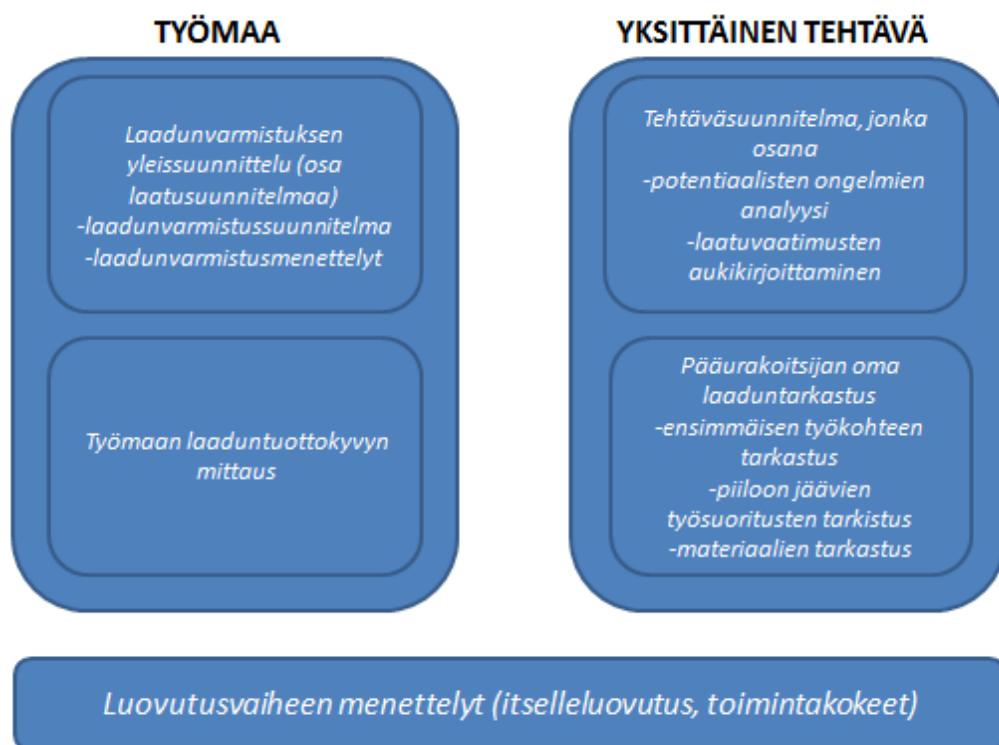 TYÖMAA
Laadunvarmistuksen
yleissuunnittelu (osa
laatusuunnitelmaa)
-laadunvarmistussuunnitelma
-laadunvarmistusmenettelyt
Työmaan laaduntuottokyvyn
mittaus
YKSITTÄINEN TEHTÄVÄ
Tehtäväsuunnitelma, jonka
osana
-potentiaalisten ongelmien
analyysi
-laatuvaatimusten
aukikirjoittaminen
Pääurakoitsijan oma
laaduntarkastus
-ensimmäisen työkohteen
tarkastus
-piiloon jäävien
työsuoritusten tarkistus
-materiaalien tarkastus
Luovutusvaiheen menettelyt (itselleluovutus, toimintakokeet)